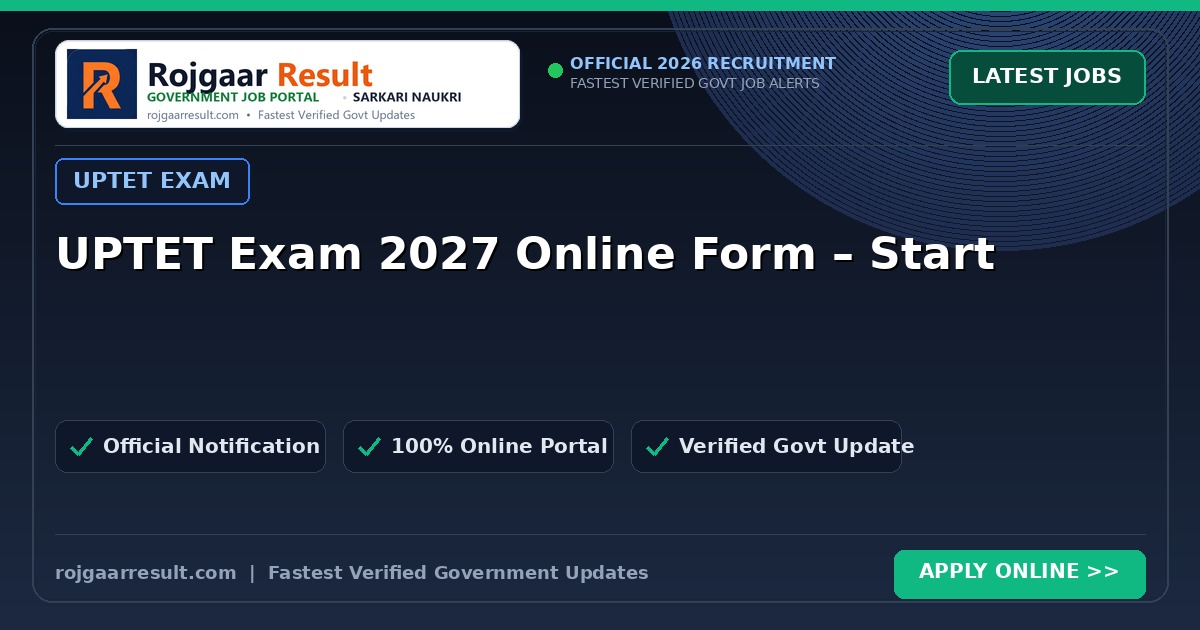 Rojgaar Result
GOVERNMENT JOB PORTAL • SARKARI NAUKRI
rojgaarresult.com • Fastest Verified Govt Updates
OFFICIAL 2026 RECRUITMENT
FASTEST VERIFIED GOVT JOB ALERTS
LATEST JOBS
UPTET EXAM
UPTET Exam 2027 Online Form – Start
Official Notification
100% Online Portal
Verified Govt Update
rojgaarresult.com | Fastest Verified Government Updates
APPLY ONLINE >>